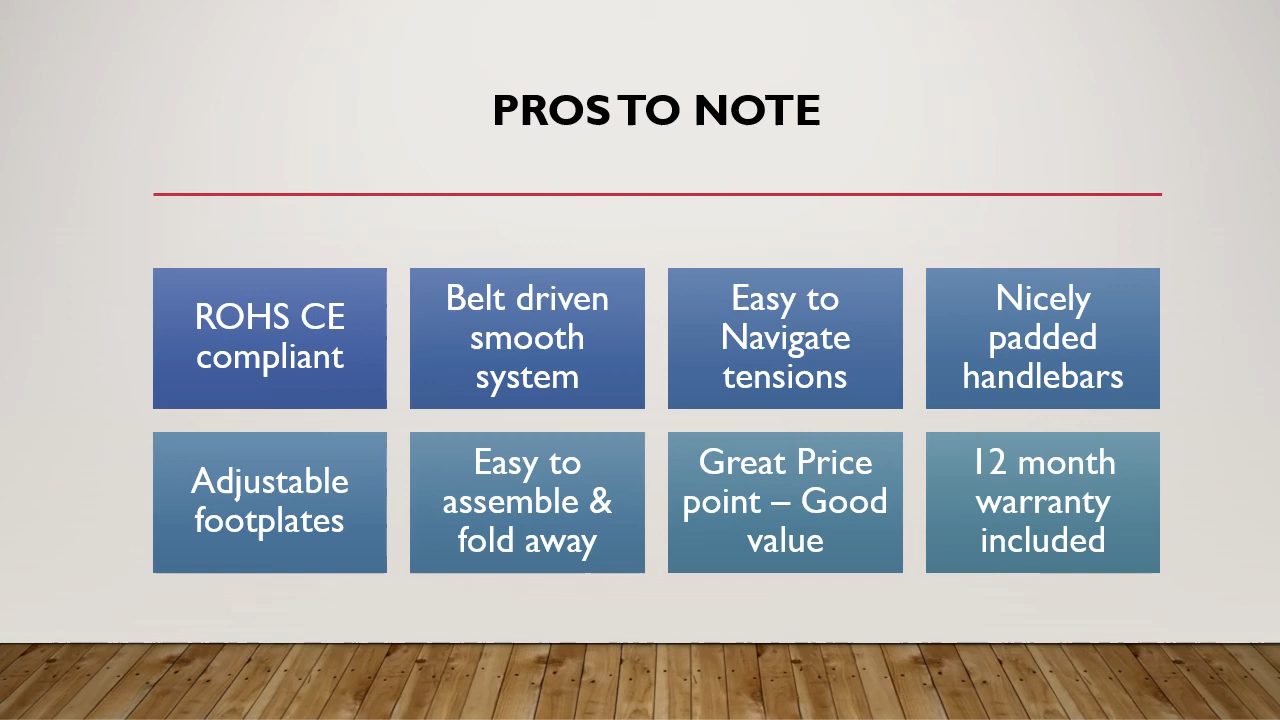 PROS TO NOTE
ROHS CE
compliant
Belt driven
smooth
system
Easy to
Navigate
tensions
Nicely
padded
handlebars
Adjustable
footplates
Easy to
assemble &
fold away
Great Price
point – Good
value
12 month
warranty
included